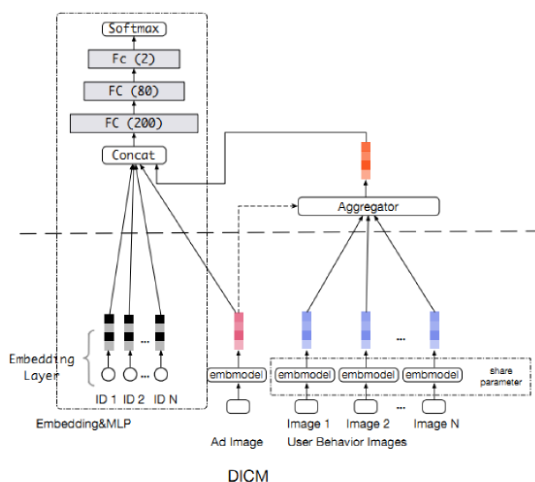 Softmax
Fc (2)
FC (80)
FC (200)
Concat
Aggregator
Embedding
Layer
...
...
...
embmodel
embmodel
embmodel
embmodel
share
parameter
ID 1 ID 2 ... ID N
Embedding&MLP
Ad Image
Image 1 Image 2 ... Image N
User Behavior Images
DICM